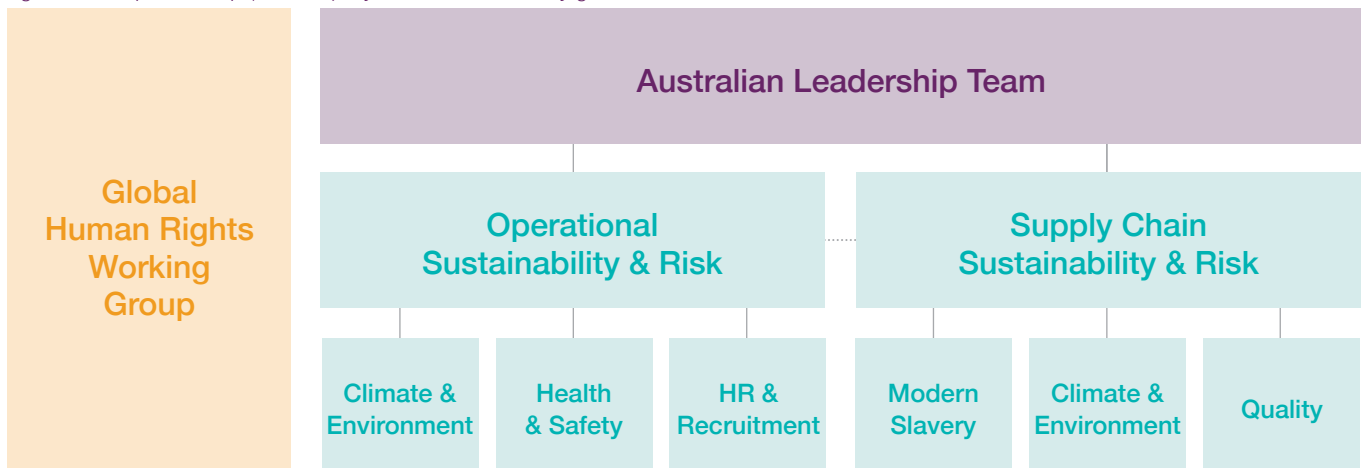 Australian Leadership Team
Global
Human Rights
Working
Group
Operational
Sustainability & Risk
Supply Chain
Sustainability & Risk
Climate &
Environment
Health
& Safety
HR &
Recruitment
Modern
Slavery
Climate &
Environment
Quality